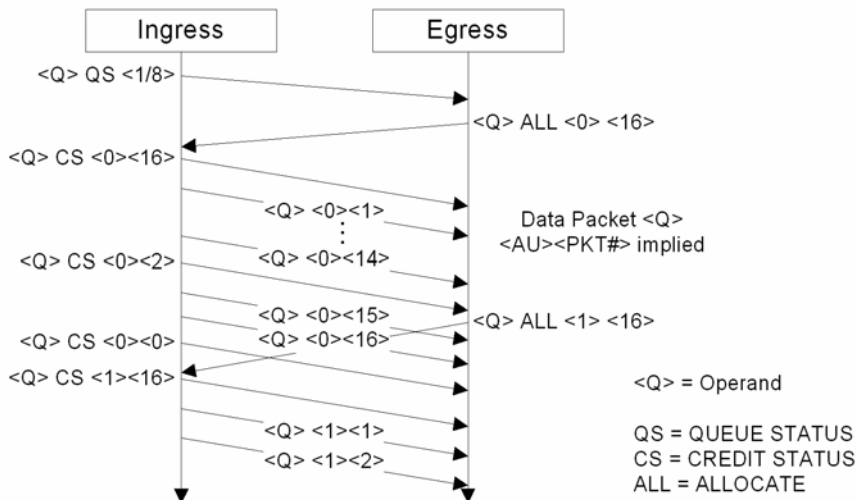 Ingress
Egress
<Q> QS <1/8>
<Q> ALL <0> <16>
<Q> CS <0><16>
<Q> <0><1>
Data Packet <Q>
<AU><PKT#> implied
<Q> <0><14>
<Q> CS <0><2>
<Q> <0><15>
<Q> ALL <1> <16>
<Q> <0><16>
<Q> CS <0><0>
<Q> CS <1><16>
<Q> = Operand
<Q> <1><1>
QS = QUEUE STATUS
<Q> <1><2>
CS = CREDIT STATUS
ALL = ALLOCATE